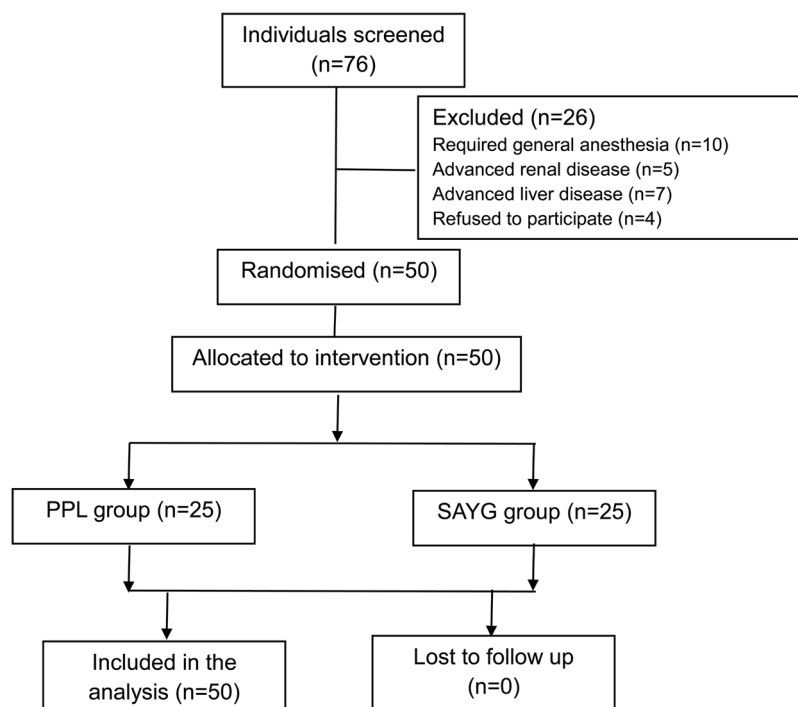 Individuals screened
(n=76)
Excluded (n=26)
Required general anesthesia (n=10)
Advanced renal disease (n=5)
Advanced liver disease (n=7)
Refused to participate (n=4)
Randomised (n=50)
Allocated to intervention (n=50)
PPL group (n=25)
SAYG group (n=25)
Included in the
analysis (n=50)
Lost to follow up
(n=0)